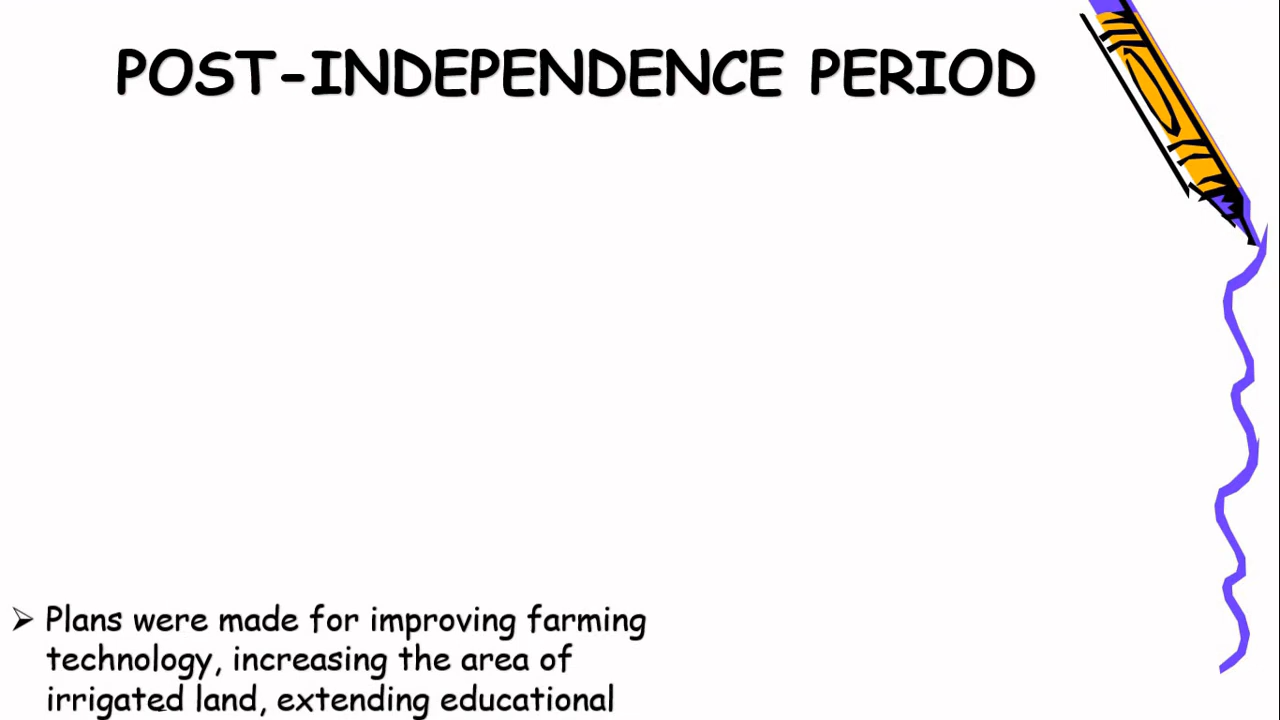 POST-INDEPENDENCE PERIOD
Plans were made for improving farming
technology, increasing the area of
irrigated land, extending educational